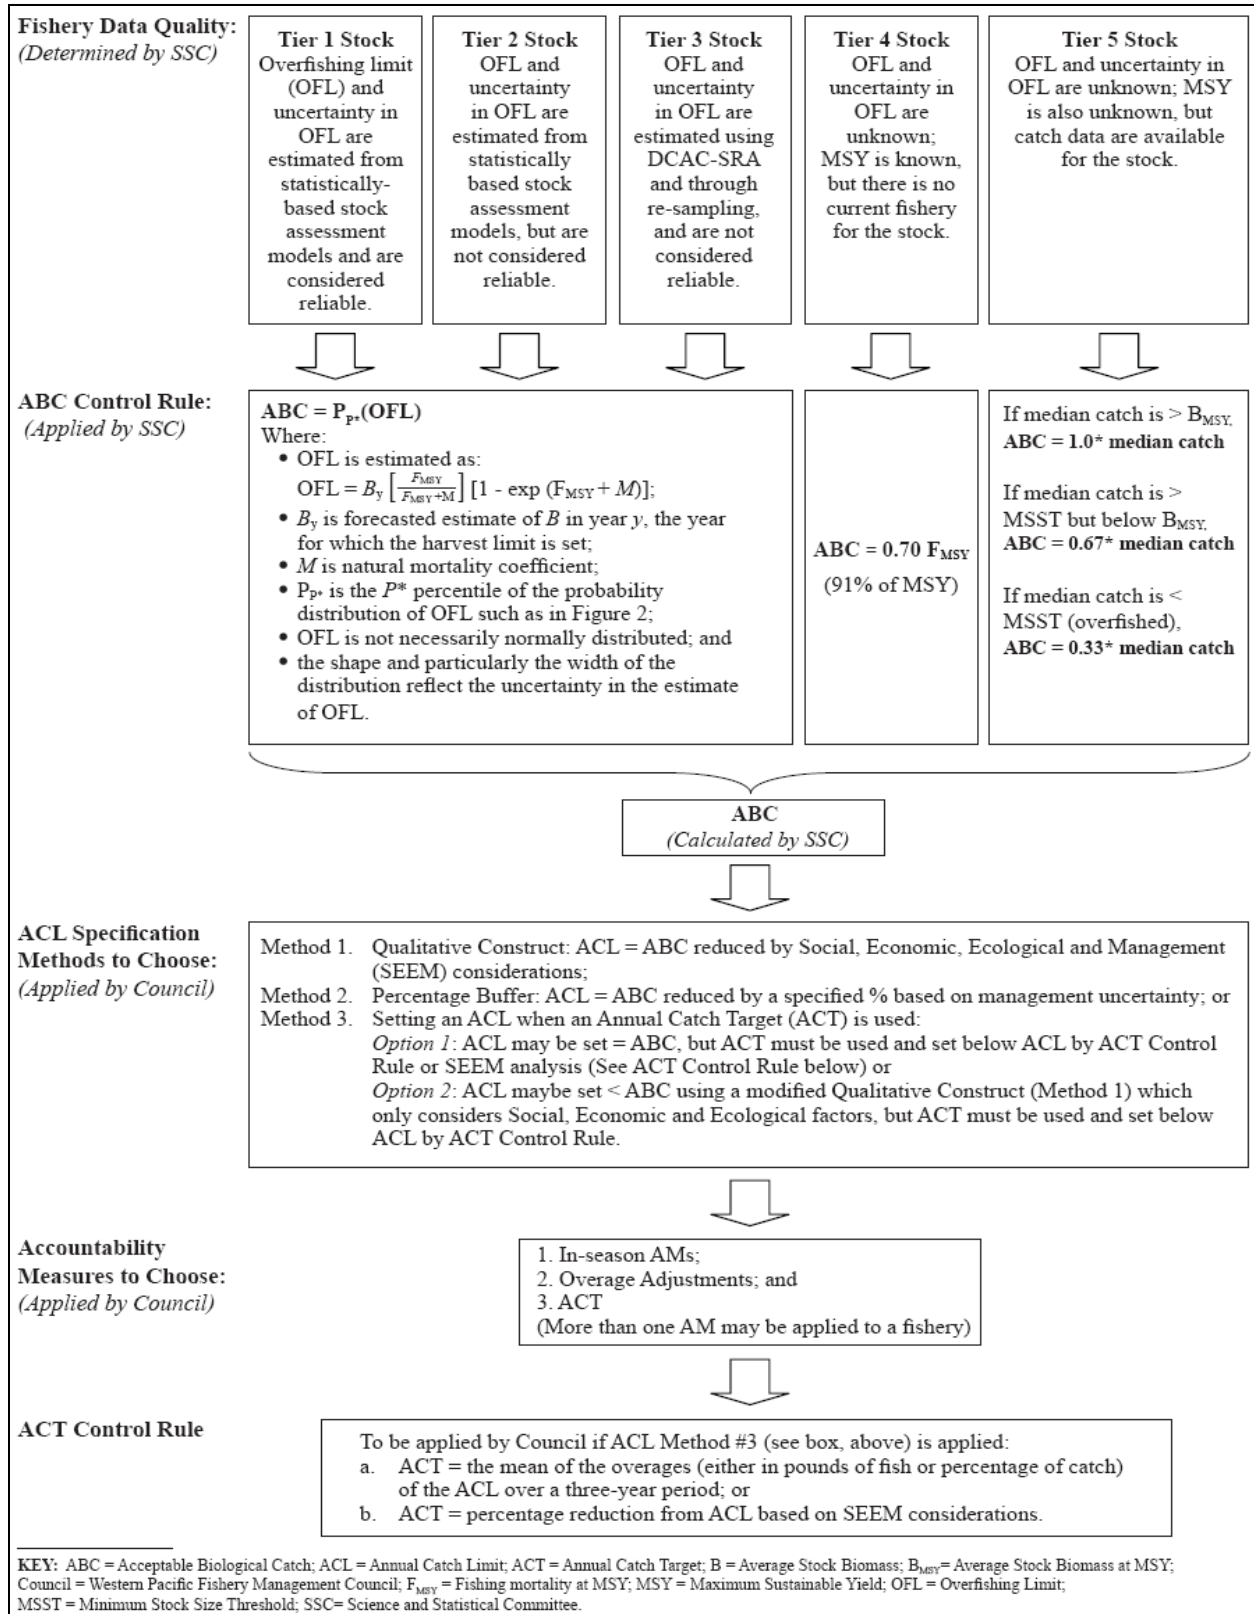 Fishery Data Quality:
(Determined by SSC)
Tier 1 Stock
Overfishing limit
(OFL) and
uncertainty in
OFL are
estimated from
statistically-
based stock
assessment
models and are
considered
reliable.
Tier 2 Stock
OFL and
uncertainty
in OFL are
estimated from
statistically
based stock
assessment
models, but are
not considered
reliable.
Tier 3 Stock
OFL and
uncertainty
in OFL are
estimated using
DCAC-SRA
and through
re-sampling,
and are not
considered
reliable.
Tier 4 Stock
OFL and
uncertainty in
OFL are
unknown;
MSY is known,
but there is no
current fishery
for the stock.
Tier 5 Stock
OFL and uncertainty in
OFL are unknown; MSY
is also unknown, but
catch data are available
for the stock.
ABC Control Rule:
(Applied by SSC)
ABC = P_P*(OFL)
Where:
• OFL is estimated as:
OFL = B_y [F_MSY / F_MSY+M] [1 - exp (F_MSY + M)];
• B_y is forecasted estimate of B in year y, the year
for which the harvest limit is set;
• M is natural mortality coefficient;
• P_P* is the P* percentile of the probability
distribution of OFL such as in Figure 2;
• OFL is not necessarily normally distributed; and
• the shape and particularly the width of the
distribution reflect the uncertainty in the estimate
of OFL.
ABC = 0.70 F_MSY
(91% of MSY)
If median catch is > B_MSY,
ABC = 1.0* median catch
If median catch is >
MSST but below B_MSY,
ABC = 0.67* median catch
If median catch is <
MSST (overfished),
ABC = 0.33* median catch
ABC
(Calculated by SSC)
ACL Specification
Methods to Choose:
(Applied by Council)
Method 1. Qualitative Construct: ACL = ABC reduced by Social, Economic, Ecological and Management
(SEEM) considerations;
Method 2. Percentage Buffer: ACL = ABC reduced by a specified % based on management uncertainty; or
Method 3. Setting an ACL when an Annual Catch Target (ACT) is used:
Option 1: ACL may be set = ABC, but ACT must be used and set below ACL by ACT Control
Rule or SEEM analysis (See ACT Control Rule below) or
Option 2: ACL maybe set < ABC using a modified Qualitative Construct (Method 1) which
only considers Social, Economic and Ecological factors, but ACT must be used and set below
ACL by ACT Control Rule.
Accountability
Measures to Choose:
(Applied by Council)
1. In-season AMs;
2. Overage Adjustments; and
3. ACT
(More than one AM may be applied to a fishery)
ACT Control Rule
To be applied by Council if ACL Method #3 (see box, above) is applied:
a. ACT = the mean of the overages (either in pounds of fish or percentage of catch)
of the ACL over a three-year period; or
b. ACT = percentage reduction from ACL based on SEEM considerations.
KEY: ABC = Acceptable Biological Catch; ACL = Annual Catch Limit; ACT = Annual Catch Target; B = Average Stock Biomass; B_MSY = Average Stock Biomass at MSY;
Council = Western Pacific Fishery Management Council; F_MSY = Fishing mortality at MSY; MSY = Maximum Sustainable Yield; OFL = Overfishing Limit;
MSST = Minimum Stock Size Threshold; SSC= Science and Statistical Committee.